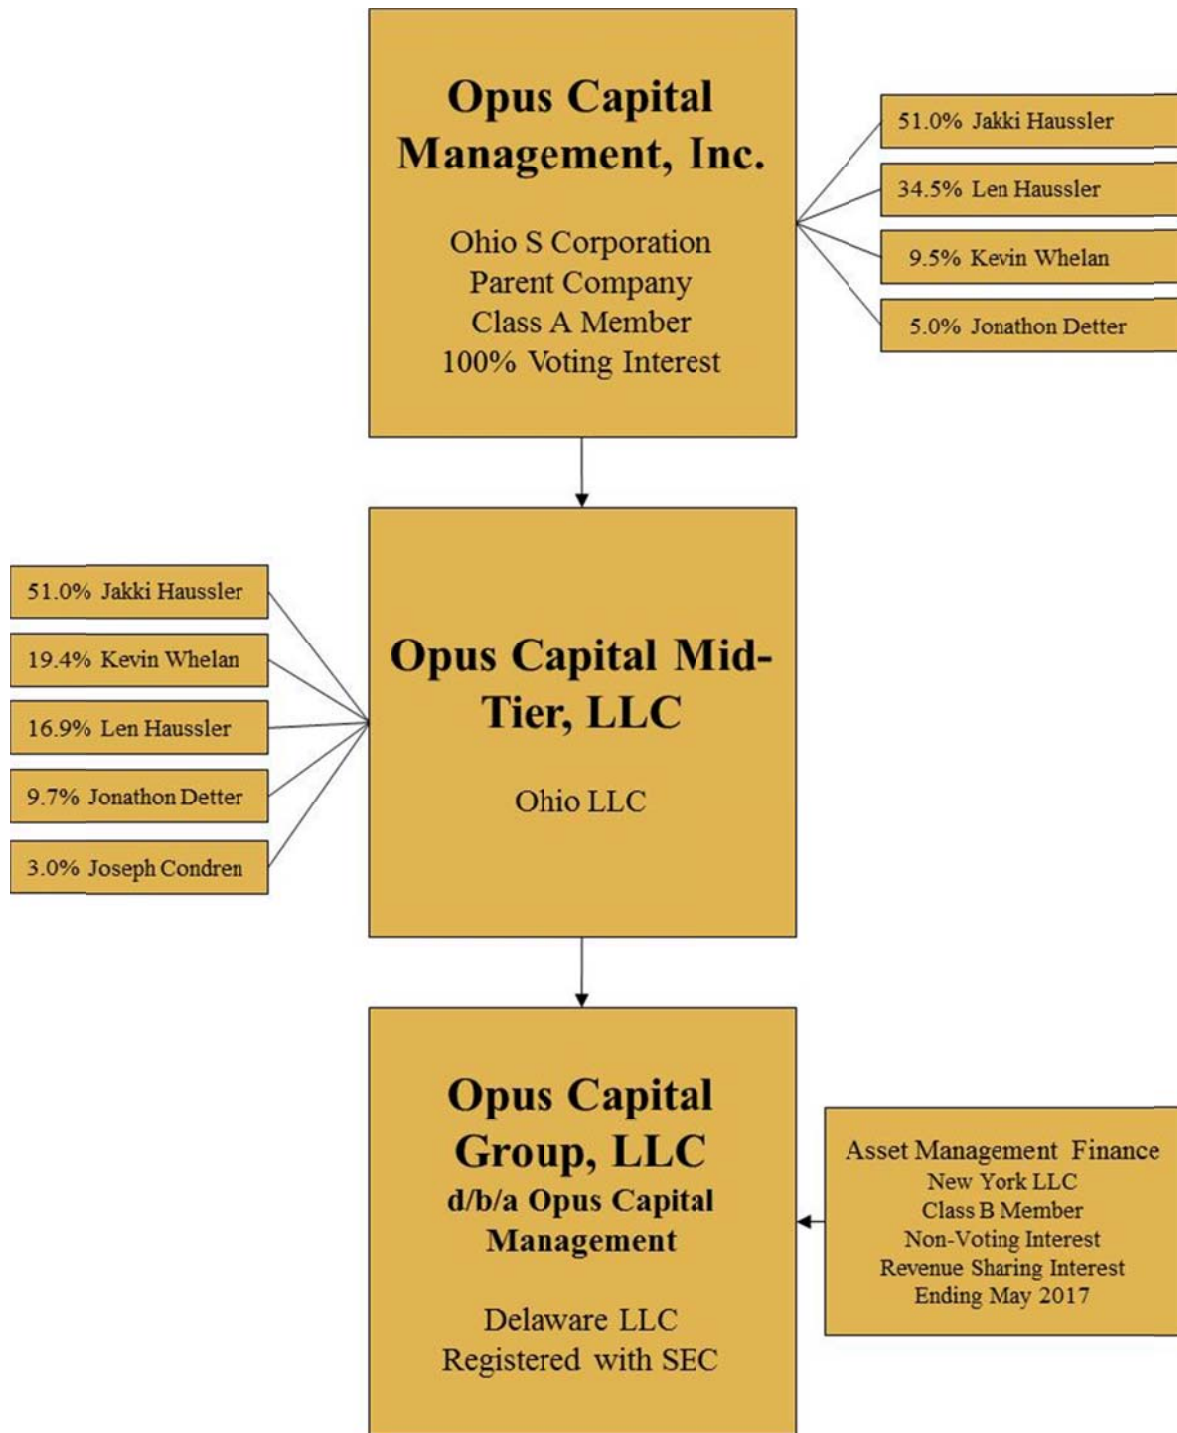 Opus Capital
Management, Inc.
Ohio S Corporation
Parent Company
Class A Member
100% Voting Interest
51.0% Jakki Haussler
34.5% Len Haussler
9.5% Kevin Whelan
5.0% Jonathon Detter
51.0% Jakki Haussler
19.4% Kevin Whelan
16.9% Len Haussler
9.7% Jonathon Detter
3.0% Joseph Condren
Opus Capital Mid-
Tier, LLC
Ohio LLC
Opus Capital
Group, LLC
d/b/a Opus Capital
Management
Delaware LLC
Registered with SEC
Asset Management Finance
New York LLC
Class B Member
Non-Voting Interest
Revenue Sharing Interest
Ending May 2017